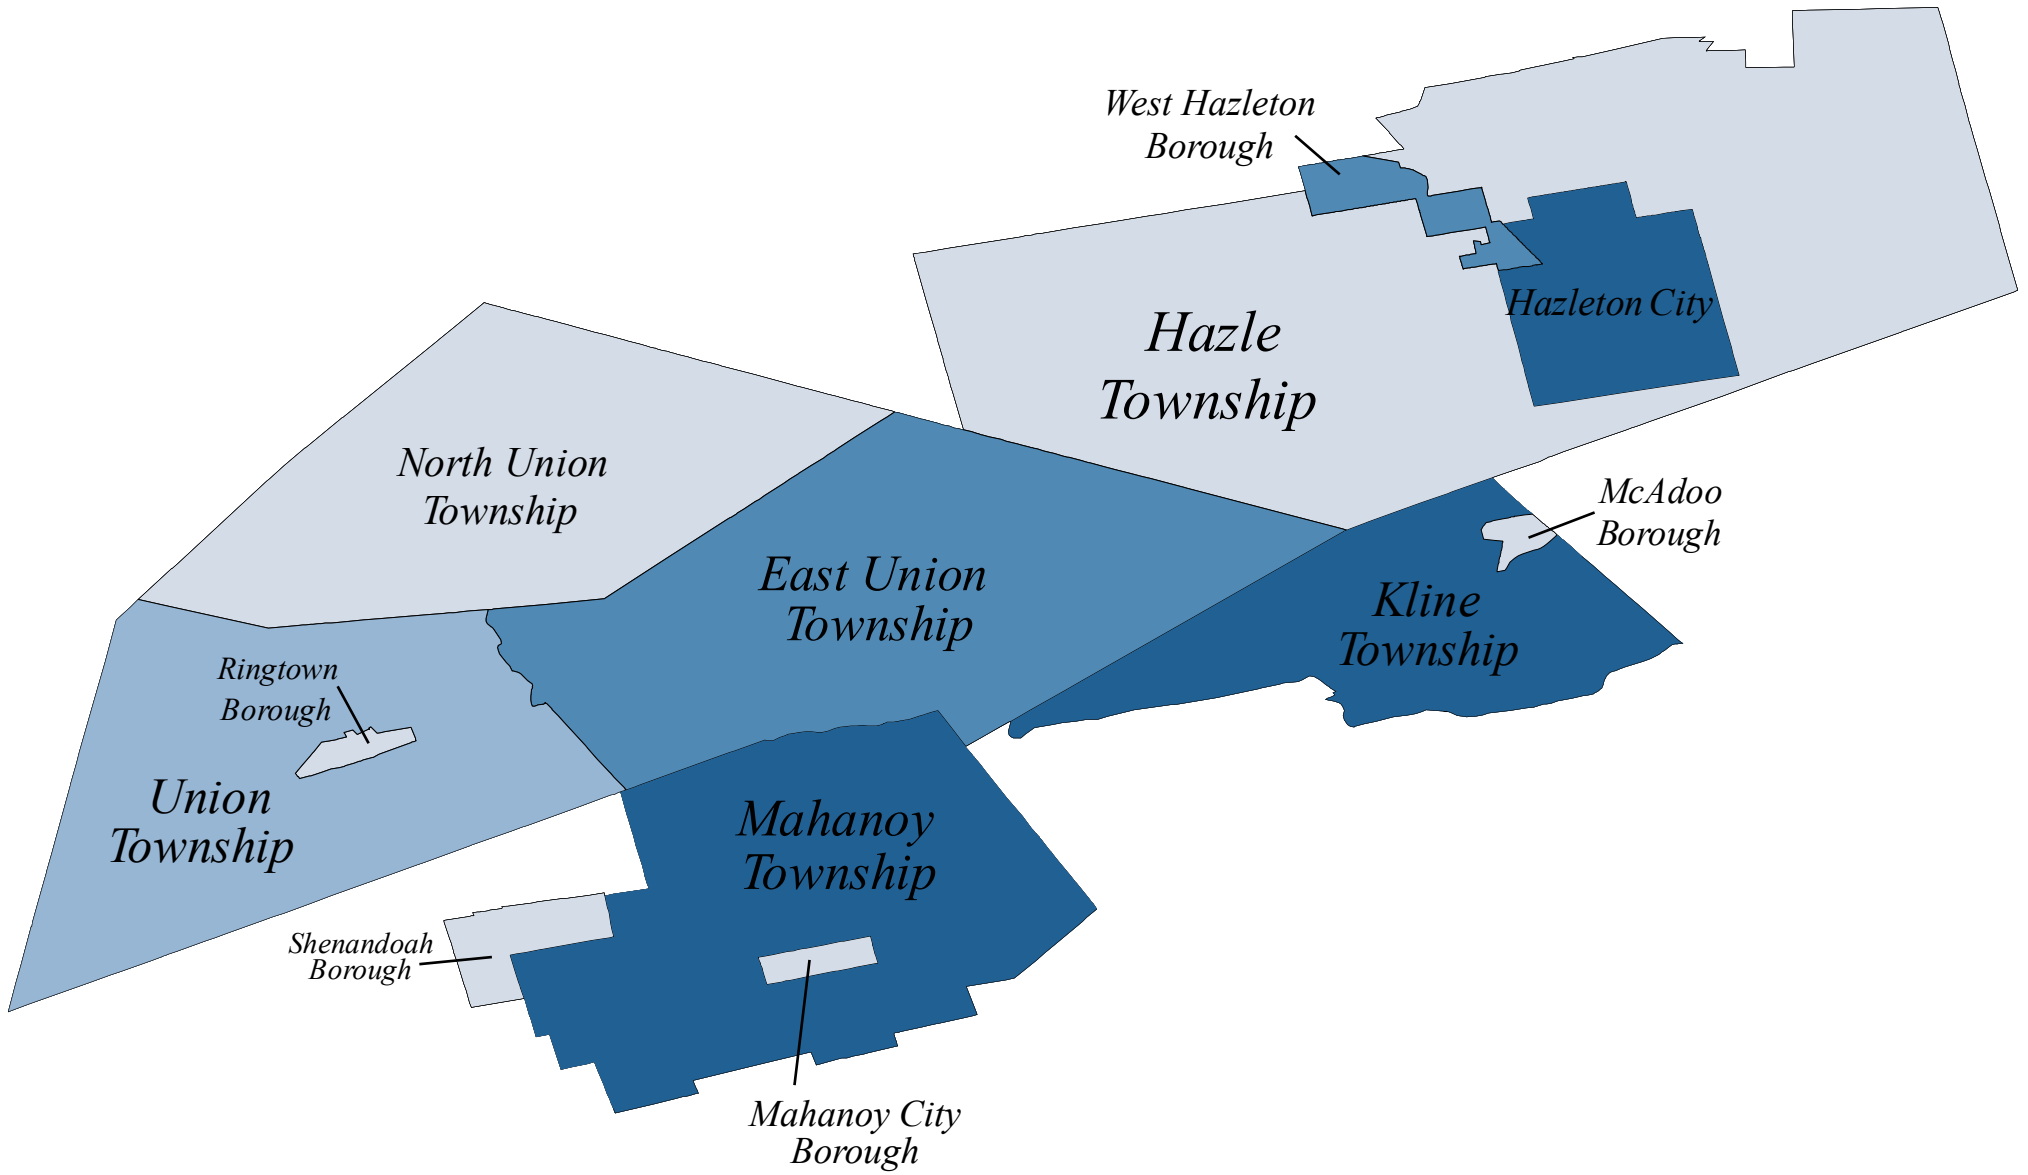 West Hazleton
Borough
Hazleton City
Hazle
Township
North Union
Township
McAdoo
Borough
East Union
Township
Kline
Township
Ringtown
Borough
Union
Township
Mahanoy
Township
Shenandoah
Borough
Mahanoy City
Borough